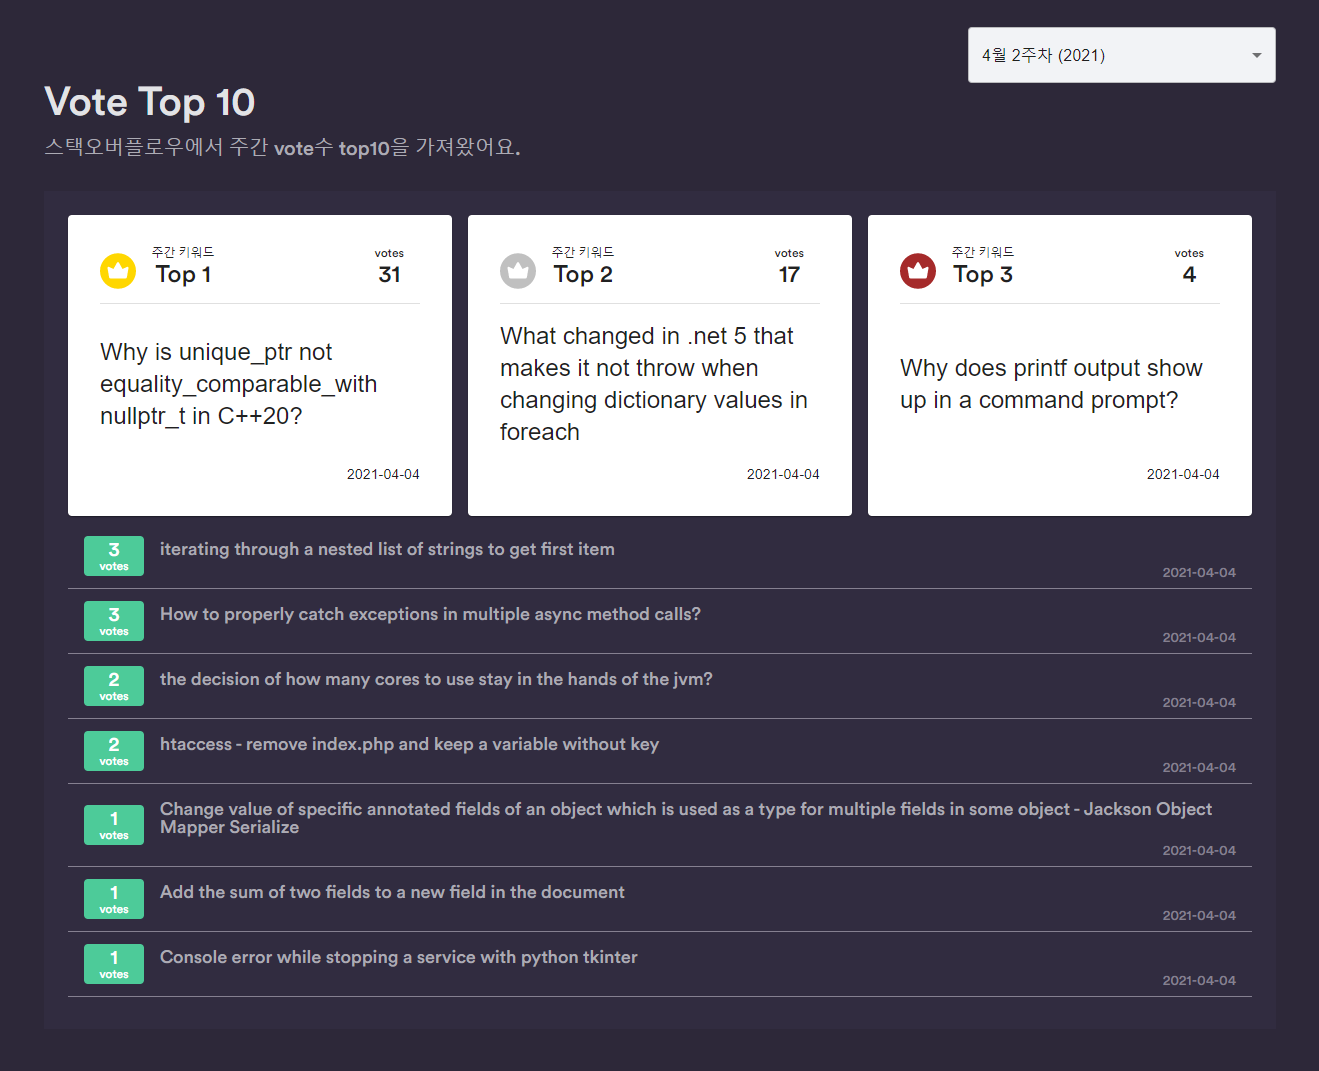 4월 2주차 (2021)
Vote Top 10
스택오버플로우에서 주간 vote수 top10을 가져왔어요.
주간 키워드
Top 1
votes
31
Why is unique_ptr not
equality_comparable_with
nullptr_t in C++20?
2021-04-04
주간 키워드
Top 2
votes
17
What changed in .net 5 that
makes it not throw when
changing dictionary values in
foreach
2021-04-04
주간 키워드
Top 3
votes
4
Why does printf output show
up in a command prompt?
2021-04-04
3
votes
iterating through a nested list of strings to get first item
2021-04-04
3
votes
How to properly catch exceptions in multiple async method calls?
2021-04-04
2
votes
the decision of how many cores to use stay in the hands of the jvm?
2021-04-04
2
votes
htaccess - remove index.php and keep a variable without key
2021-04-04
1
votes
Change value of specific annotated fields of an object which is used as a type for multiple fields in some object - Jackson Object
Mapper Serialize
2021-04-04
1
votes
Add the sum of two fields to a new field in the document
2021-04-04
1
votes
Console error while stopping a service with python tkinter
2021-04-04